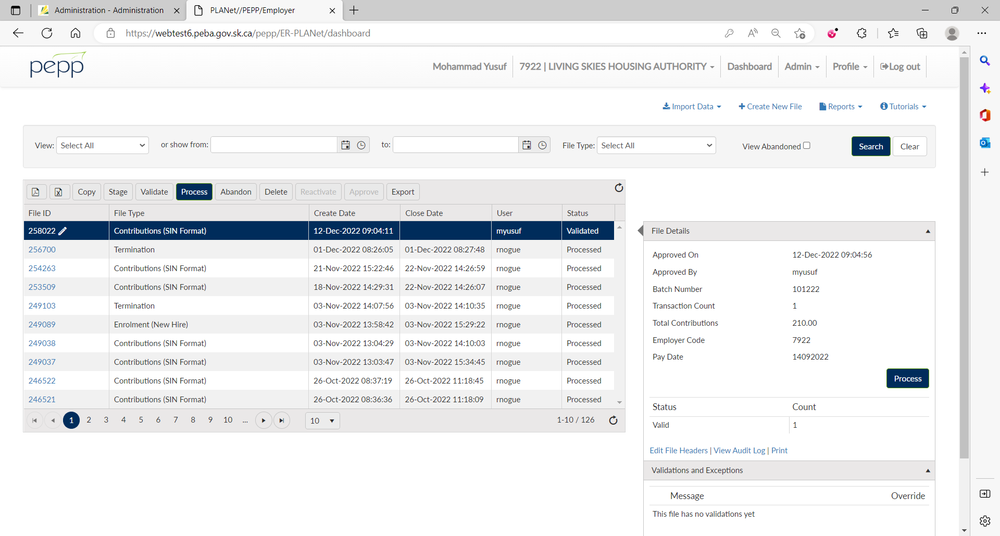 Administration - Administration
PLANet//PEPP/Employer
https://webtest6.peba.gov.sk.ca/pepp/ER-PLANet/dashboard
pepp
Mohammad Yusuf
7922 | LIVING SKIES HOUSING AUTHORITY
Dashboard
Admin
Profile
Log out
Import Data
Create New File
Reports
Tutorials
View: Select All
or show from:
to:
File Type: Select All
View Abandoned
Search
Clear
Copy Stage Validate Process Abandon Delete Reactivate Approve Export
File ID File Type Create Date Close Date User Status
258022 Contributions (SIN Format) 12-Dec-2022 09:04:11 myusuf Validated
256700 Termination 01-Dec-2022 08:26:05 01-Dec-2022 08:27:48 rnogue Processed
254263 Contributions (SIN Format) 21-Nov-2022 15:22:46 22-Nov-2022 14:26:59 rnogue Processed
253509 Contributions (SIN Format) 18-Nov-2022 14:29:31 22-Nov-2022 14:26:07 rnogue Processed
249103 Termination 03-Nov-2022 14:07:56 03-Nov-2022 14:10:35 rnogue Processed
249089 Enrolment (New Hire) 03-Nov-2022 13:58:42 03-Nov-2022 15:29:22 rnogue Processed
249038 Contributions (SIN Format) 03-Nov-2022 13:04:29 03-Nov-2022 14:10:03 rnogue Processed
249037 Contributions (SIN Format) 03-Nov-2022 13:03:47 03-Nov-2022 15:34:45 rnogue Processed
246522 Contributions (SIN Format) 26-Oct-2022 08:37:19 26-Oct-2022 11:18:45 rnogue Processed
246521 Contributions (SIN Format) 26-Oct-2022 08:36:36 26-Oct-2022 11:18:09 rnogue Processed
1 2 3 4 5 6 7 8 9 10 ... 10 1-10 / 126
File Details
Approved On 12-Dec-2022 09:04:56
Approved By myusuf
Batch Number 101222
Transaction Count 1
Total Contributions 210.00
Employer Code 7922
Pay Date 14092022
Process
Status Count
Valid 1
Edit File Headers | View Audit Log | Print
Validations and Exceptions
Message Override
This file has no validations yet